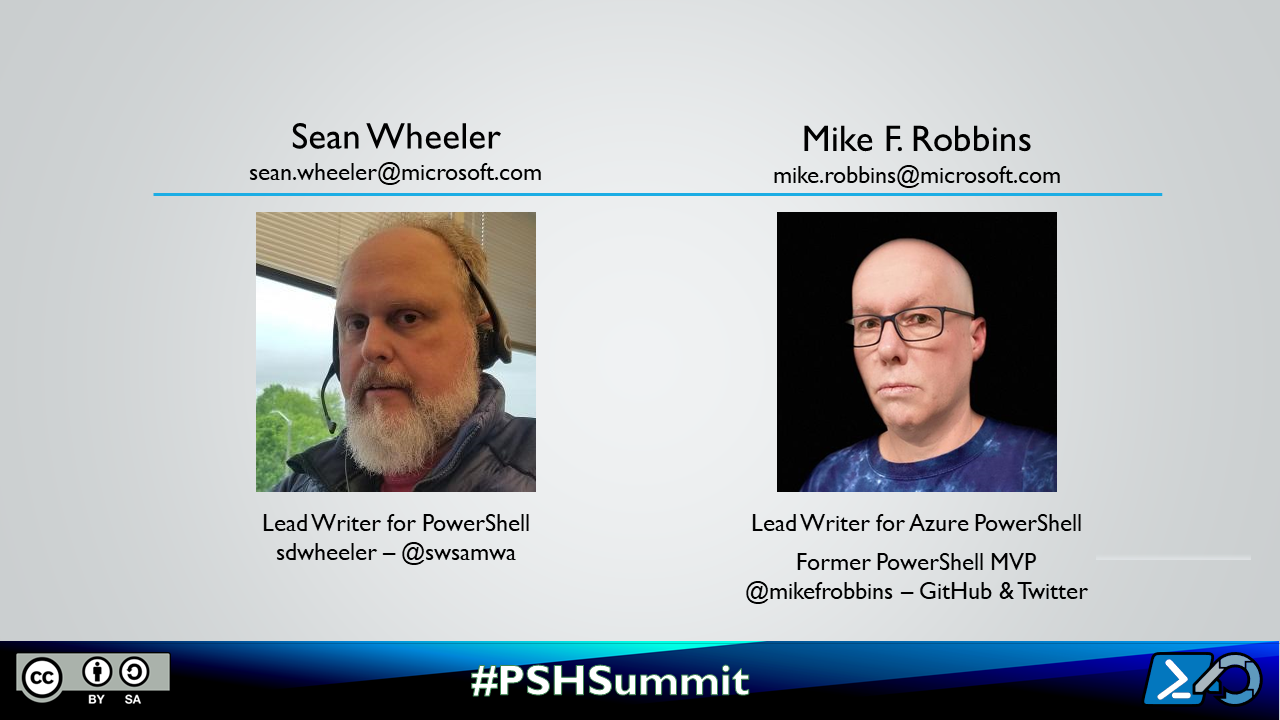 Sean Wheeler
sean.wheeler@microsoft.com
Mike F. Robbins
mike.robbins@microsoft.com
Lead Writer for PowerShell
sdwheeler – @swsamwa
Lead Writer for Azure PowerShell
Former PowerShell MVP
@mikefrobbins – GitHub & Twitter
cc
BY SA
#PSHSummit